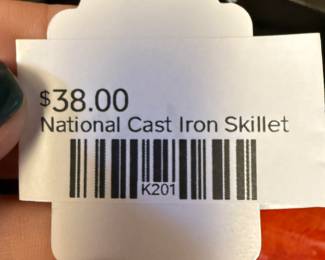 $38.00
National Cast Iron Skillet
K201